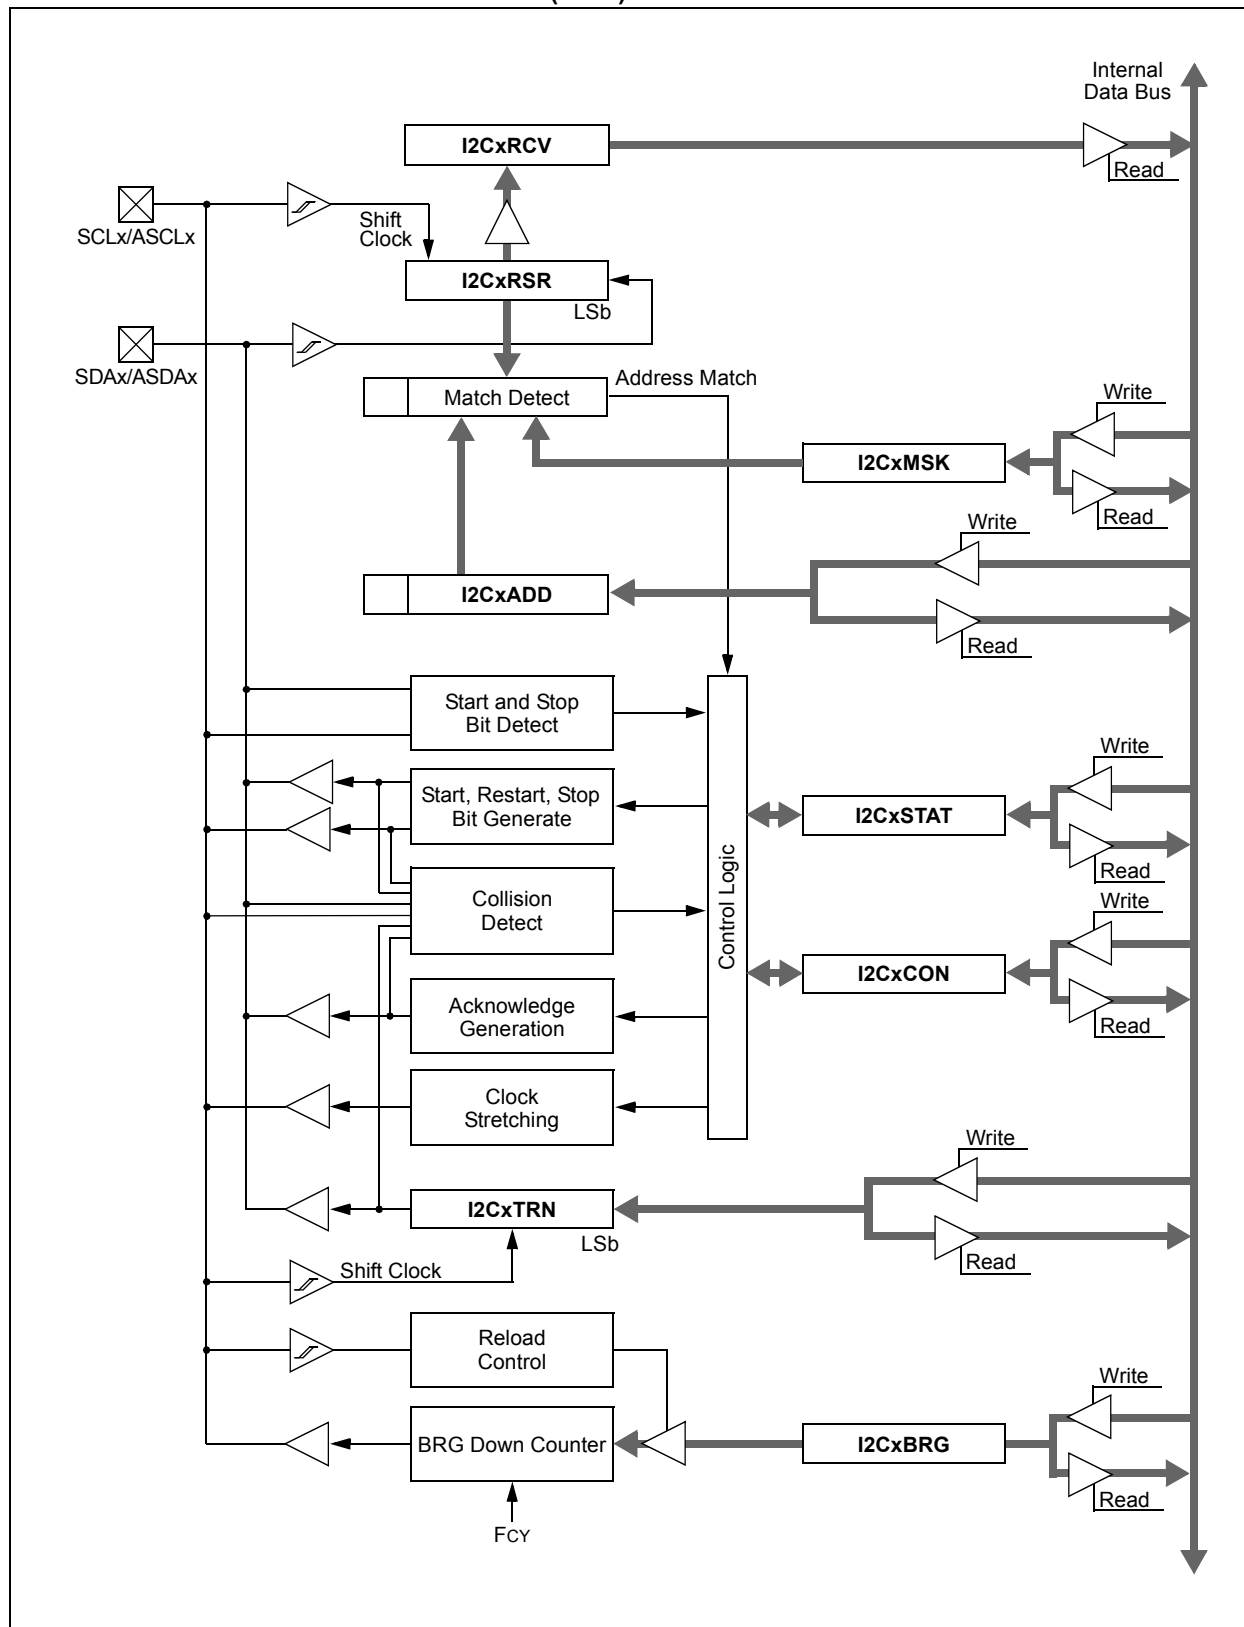 Internal
Data Bus
I2CxRCV
Read
SCLx/ASCLx
Shift
Clock
I2CxRSR
LSb
SDAx/ASDAx
Address Match
Match Detect
Write
I2CxMSK
Read
Write
I2CxADD
Read
Start and Stop
Bit Detect
Write
Start, Restart, Stop
Bit Generate
I2CxSTAT
Read
Control Logic
Collision
Detect
Write
I2CxCON
Read
Acknowledge
Generation
Clock
Stretching
Write
I2CxTRN
LSb
Read
Shift Clock
Reload
Control
Write
BRG Down Counter
I2CxBRG
Read
FCY